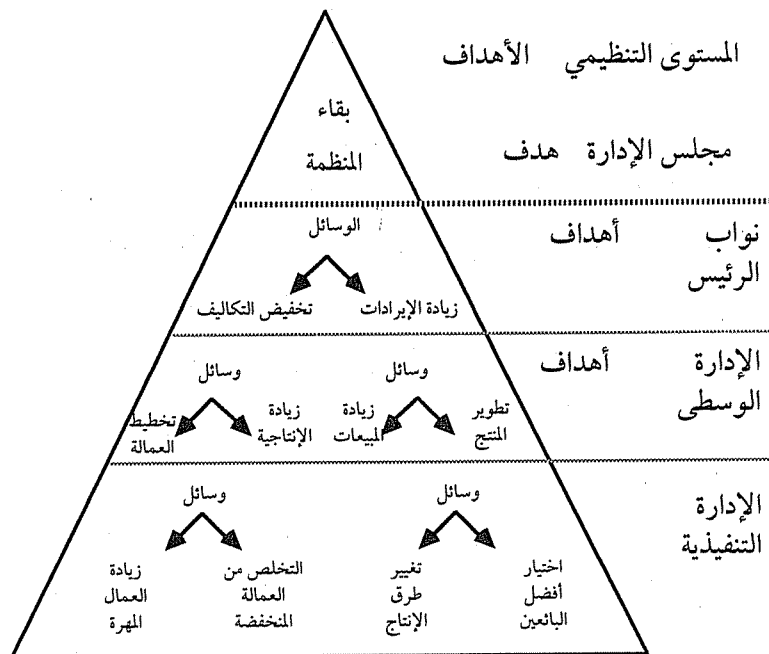 المستوى التنظيمي الأهداف
بقاء
المنظمة
مجلس الإدارة هدف
نواب أهداف
الرئيس
الوسائل
زيادة الإيرادات تخفيض التكاليف
الإدارة أهداف
الوسطى
وسائل وسائل
تطوير زيادة زيادة تخطيط
المنتج المبيعات الإنتاجية العمالة
الإدارة
التنفيذية
وسائل وسائل
اختيار تغيير التخلص من زيادة
أفضل طرق العمالة العمال
البائعين الإنتاج المنخفضة المهرة